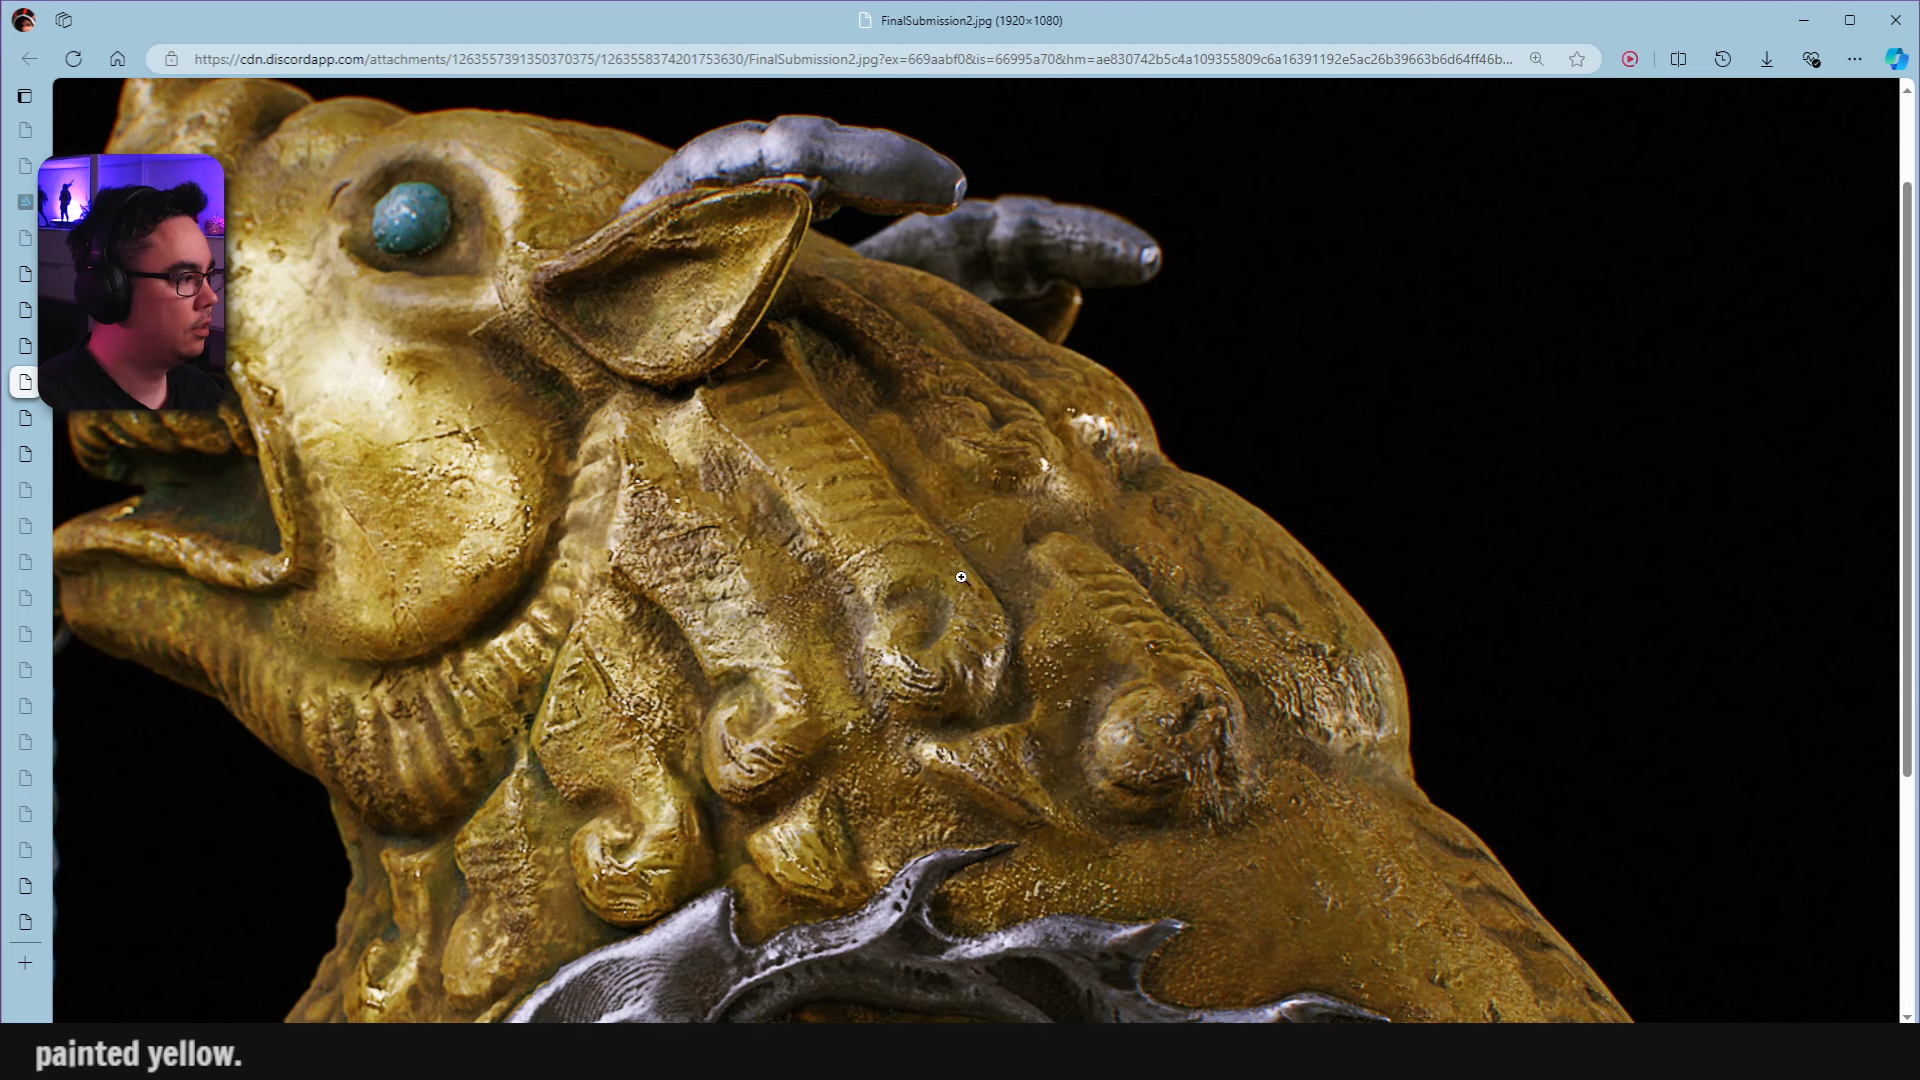 FinalSubmission2.jpg (1920×1080)
https://cdn.discordapp.com/attachments/1263557391350370375/1263558374201753630/FinalSubmission2.jpg?ex=669aabf0&is=66995a70&hm=ae830742b5c4a109355809c6a16391192e5ac26b39663b6d64ff46b...
painted yellow.